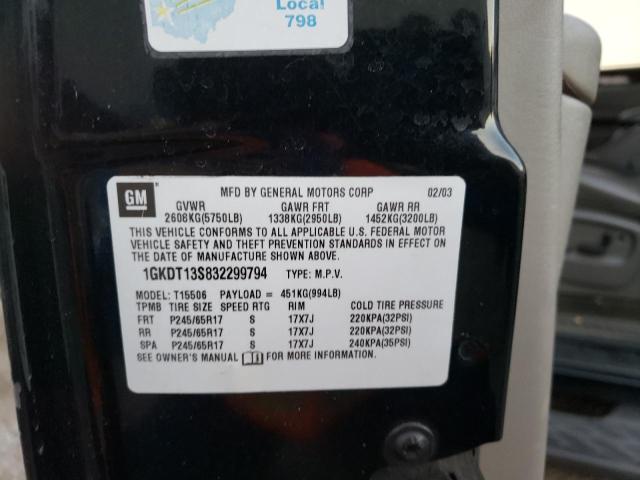 Local
798
GM
MFD BY GENERAL MOTORS CORP 02/03
GVWR GAWR FRT GAWR RR
2608KG(5750LB) 1338KG(2950LB) 1452KG(3200LB)
THIS VEHICLE CONFORMS TO ALL APPLICABLE U.S. FEDERAL MOTOR
VEHICLE SAFETY AND THEFT PREVENTION STANDARDS IN EFFECT ON
THE DATE OF MANUFACTURE SHOWN ABOVE.
1GKDT13S832299794 TYPE: M.P.V.
MODEL: T15506 PAYLOAD = 451KG(994LB)
TPMB TIRE SIZE SPEED RTG RIM COLD TIRE PRESSURE
FRT P245/65R17 S 17X7J 220KPA(32PSI)
RR P245/65R17 S 17X7J 220KPA(32PSI)
SPA P245/65R17 S 17X7J 240KPA(35PSI)
SEE OWNER'S MANUAL FOR MORE INFORMATION.